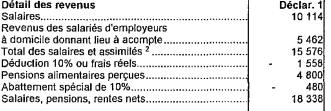 Détail des revenus Déclar. 1
Salaires............ 10 114
Revenus des salariés d'employeurs
à domicile donnant lieu à acompte............ 5 462
Total des salaires et assimilés 2............ 15 576
Déduction 10% ou frais réels............ - 1 558
Pensions alimentaires perçues............ 4 800
Abattement spécial de 10%............ - 480
Salaires, pensions, rentes nets............ 18 338